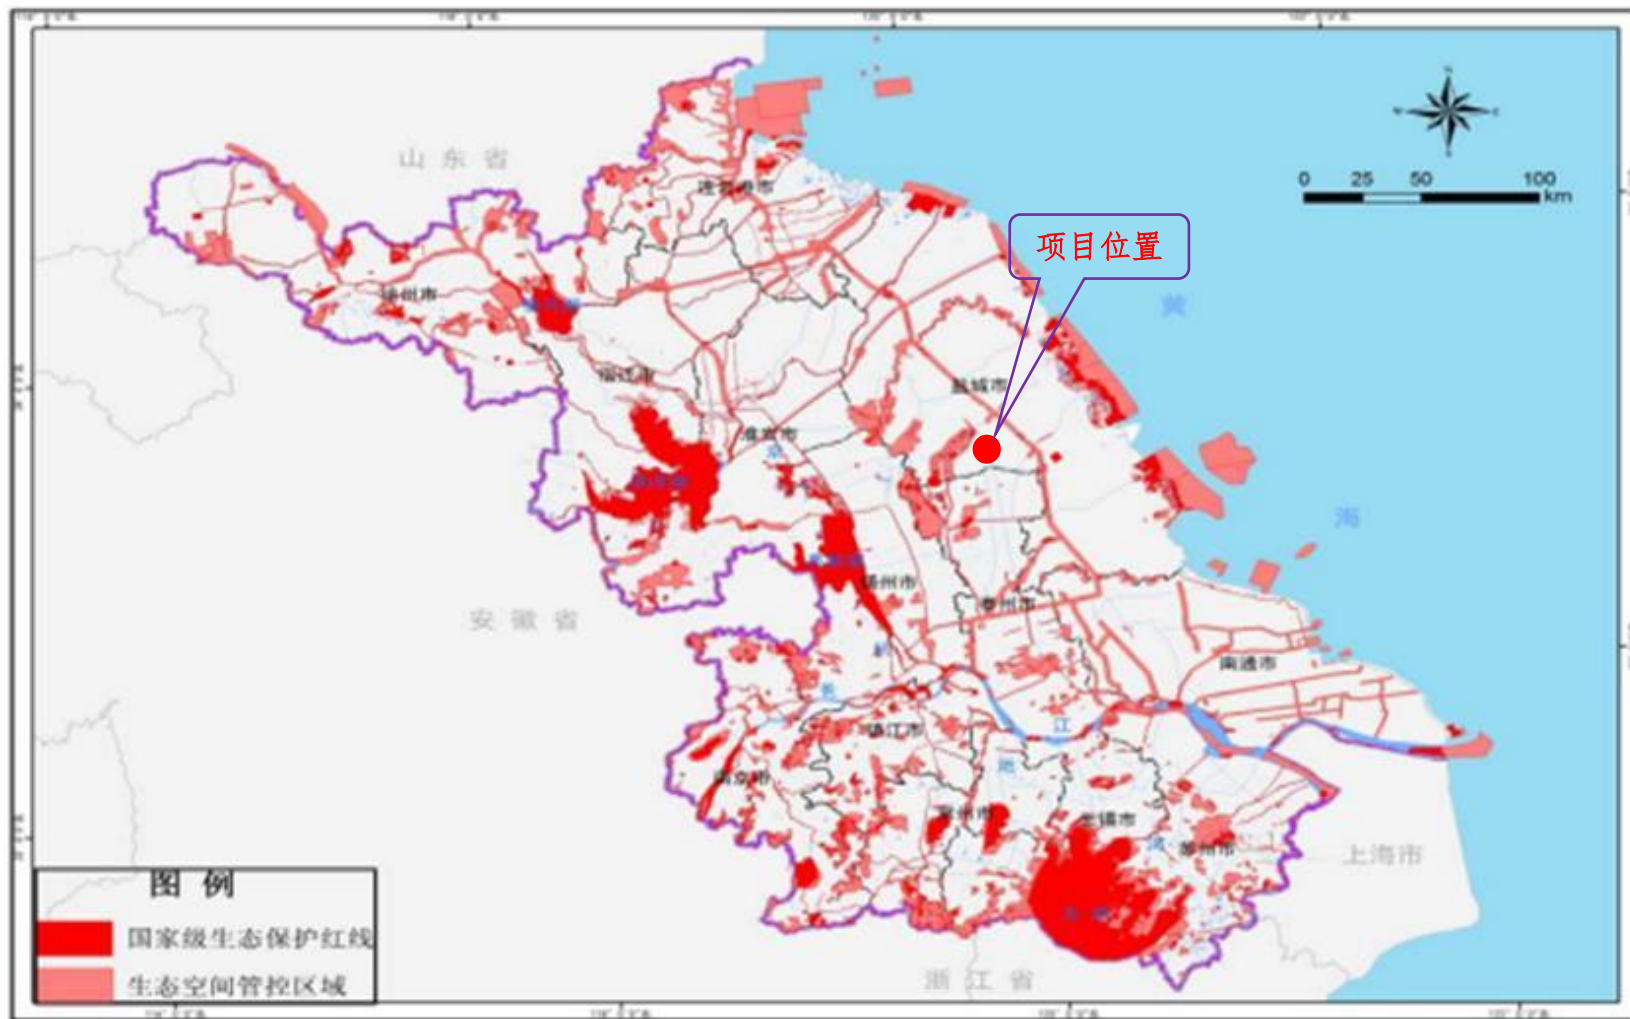 山东省
连云港市
0 25 50 100
km
项目位置
徐州市
黄
宿迁市
盐城市
淮安市
京
海
扬州市
安徽省
泰州市
杭
南通市
长
江
镇江市
南京市
常州市
无锡市
苏州市
上海市
浙江省
图 例
国家级生态保护红线
生态空间管控区域